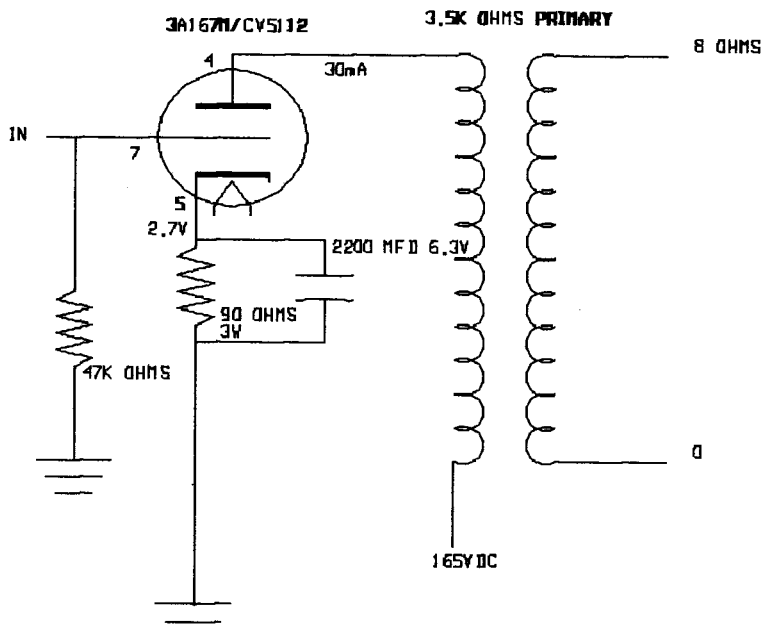 3A167M/CV5112
3.5K OHMS PRIMARY
8 OHMS
4
30mA
IN
7
5
2.7V
2200 MFD 6.3V
90 OHMS
3W
47K OHMS
0
165VDC